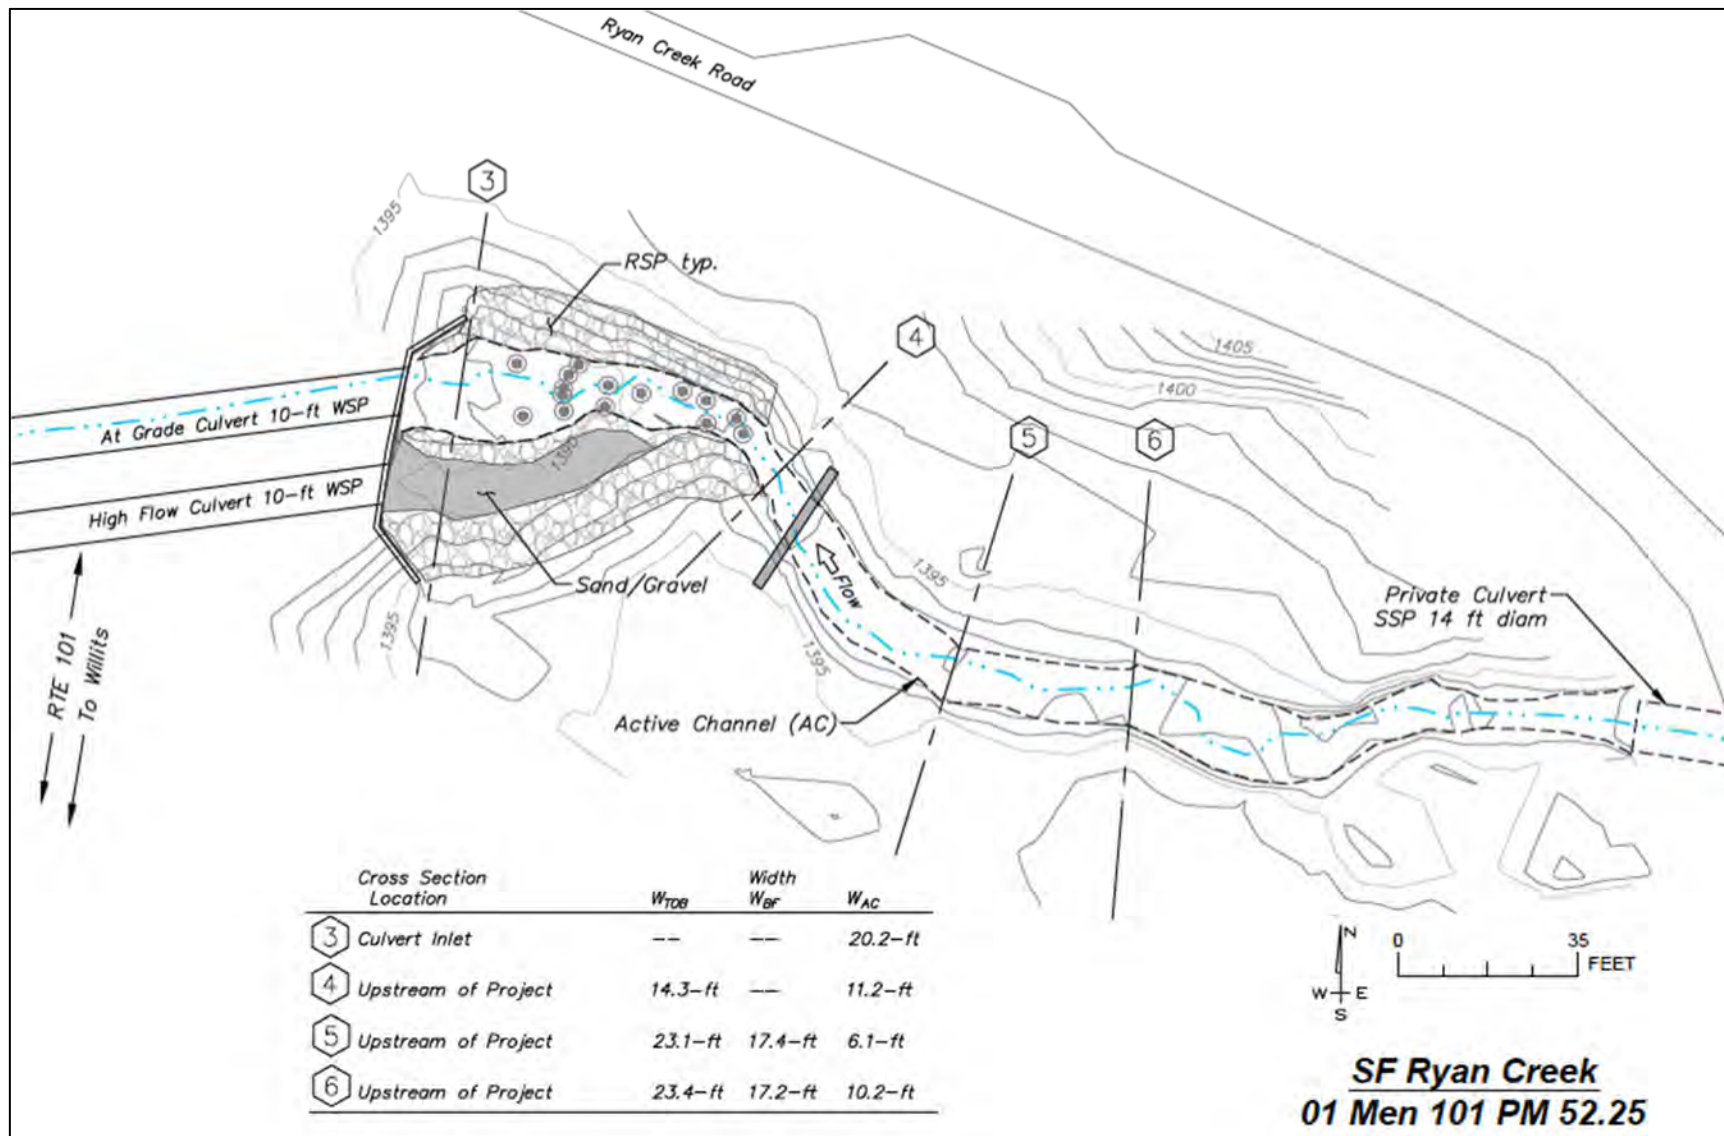 Ryan Creek Road
3
1395
RSP typ.
4
1405
1400
5
6
At Grade Culvert 10-ft WSP
1395
High Flow Culvert 10-ft WSP
Sand/Gravel
Flow
1395
Private Culvert
SSP 14 ft diam
RTE 101
To Willits
1395
1395
Active Channel (AC)
Cross Section Width
Location WTOB WBF WAC
3 Culvert Inlet -- -- 20.2-ft
4 Upstream of Project 14.3-ft -- 11.2-ft
5 Upstream of Project 23.1-ft 17.4-ft 6.1-ft
6 Upstream of Project 23.4-ft 17.2-ft 10.2-ft
N
W E
S
0 35
FEET
SF Ryan Creek
01 Men 101 PM 52.25